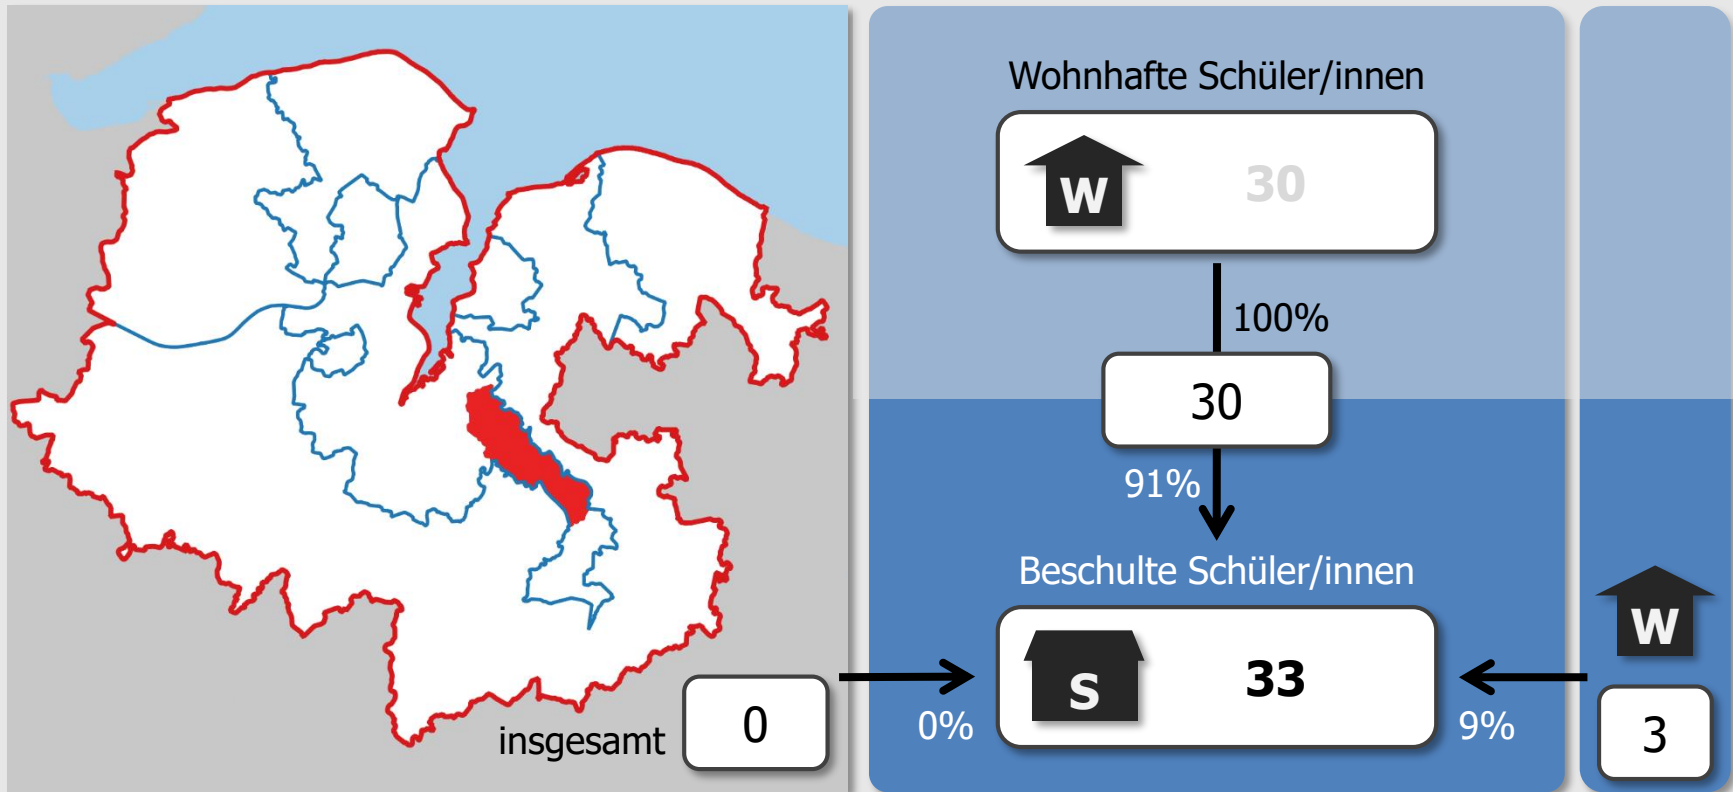 Wohnhafte Schüler/innen
W
30
100%
30
91%
Beschulte Schüler/innen
S
33
W
3
9%
0%
insgesamt
0